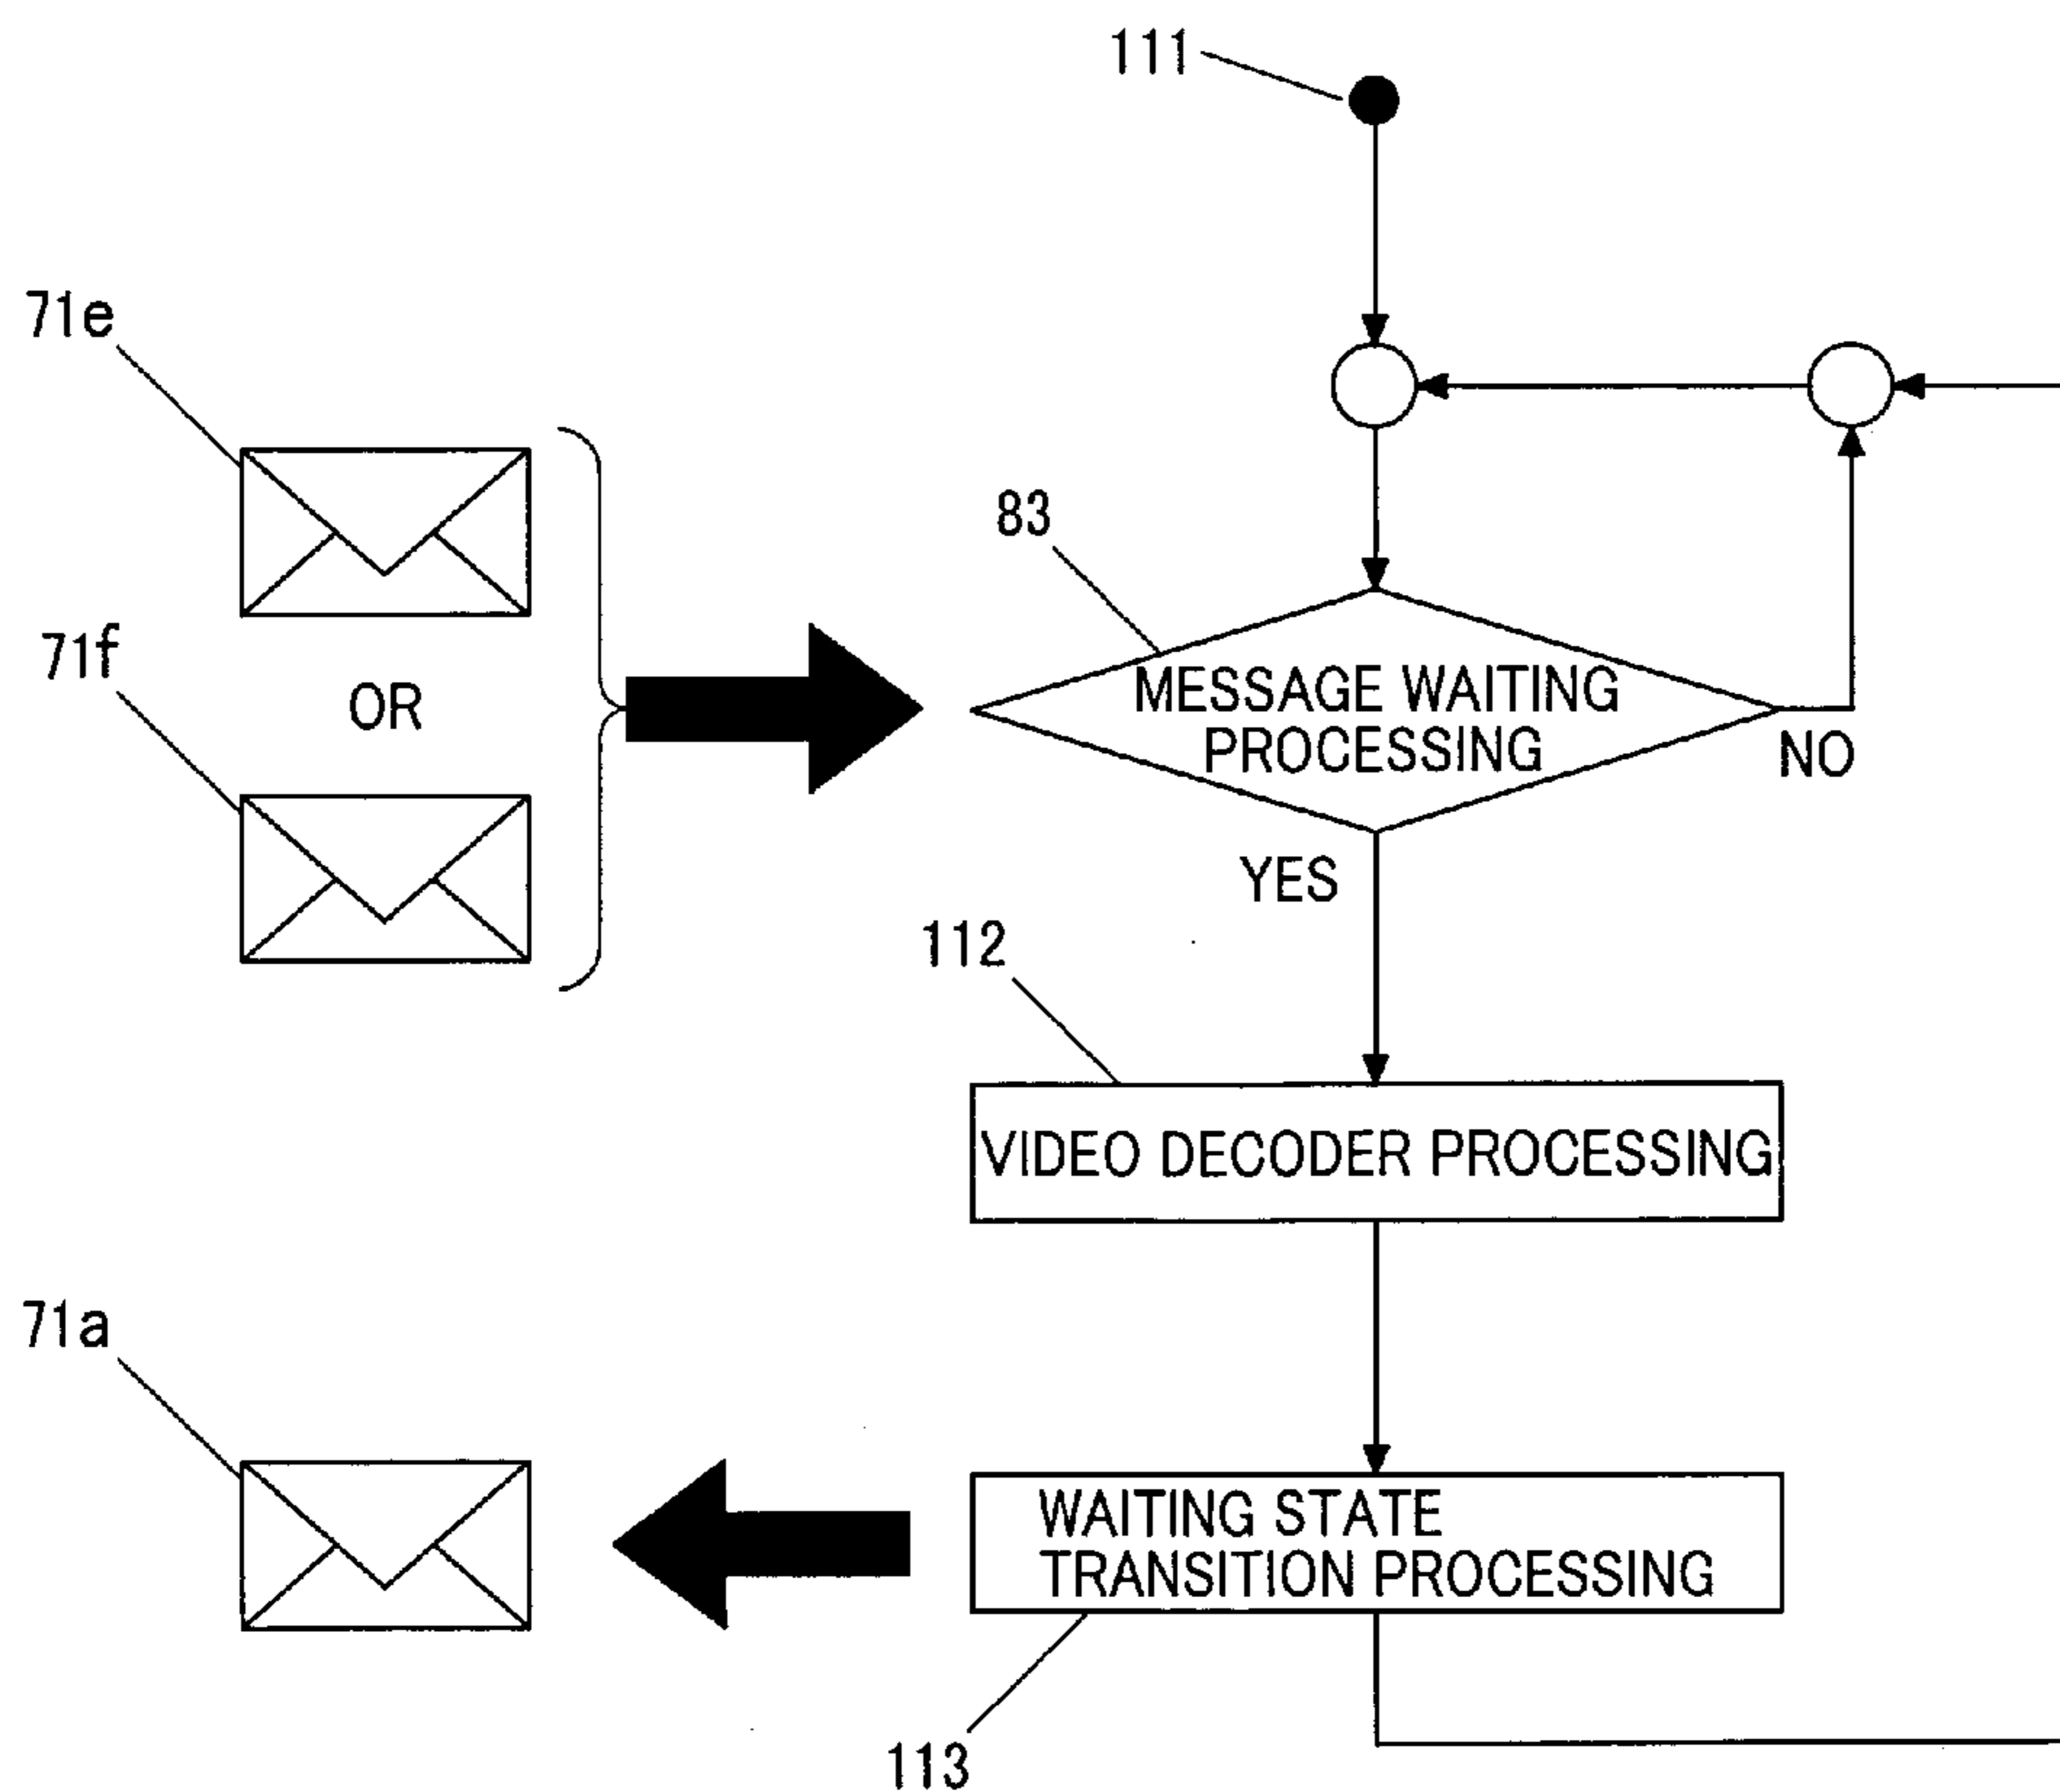 111
71e
83
71f
OR
MESSAGE WAITING
PROCESSING
NO
YES
112
VIDEO DECODER PROCESSING
71a
WAITING STATE
TRANSITION PROCESSING
113